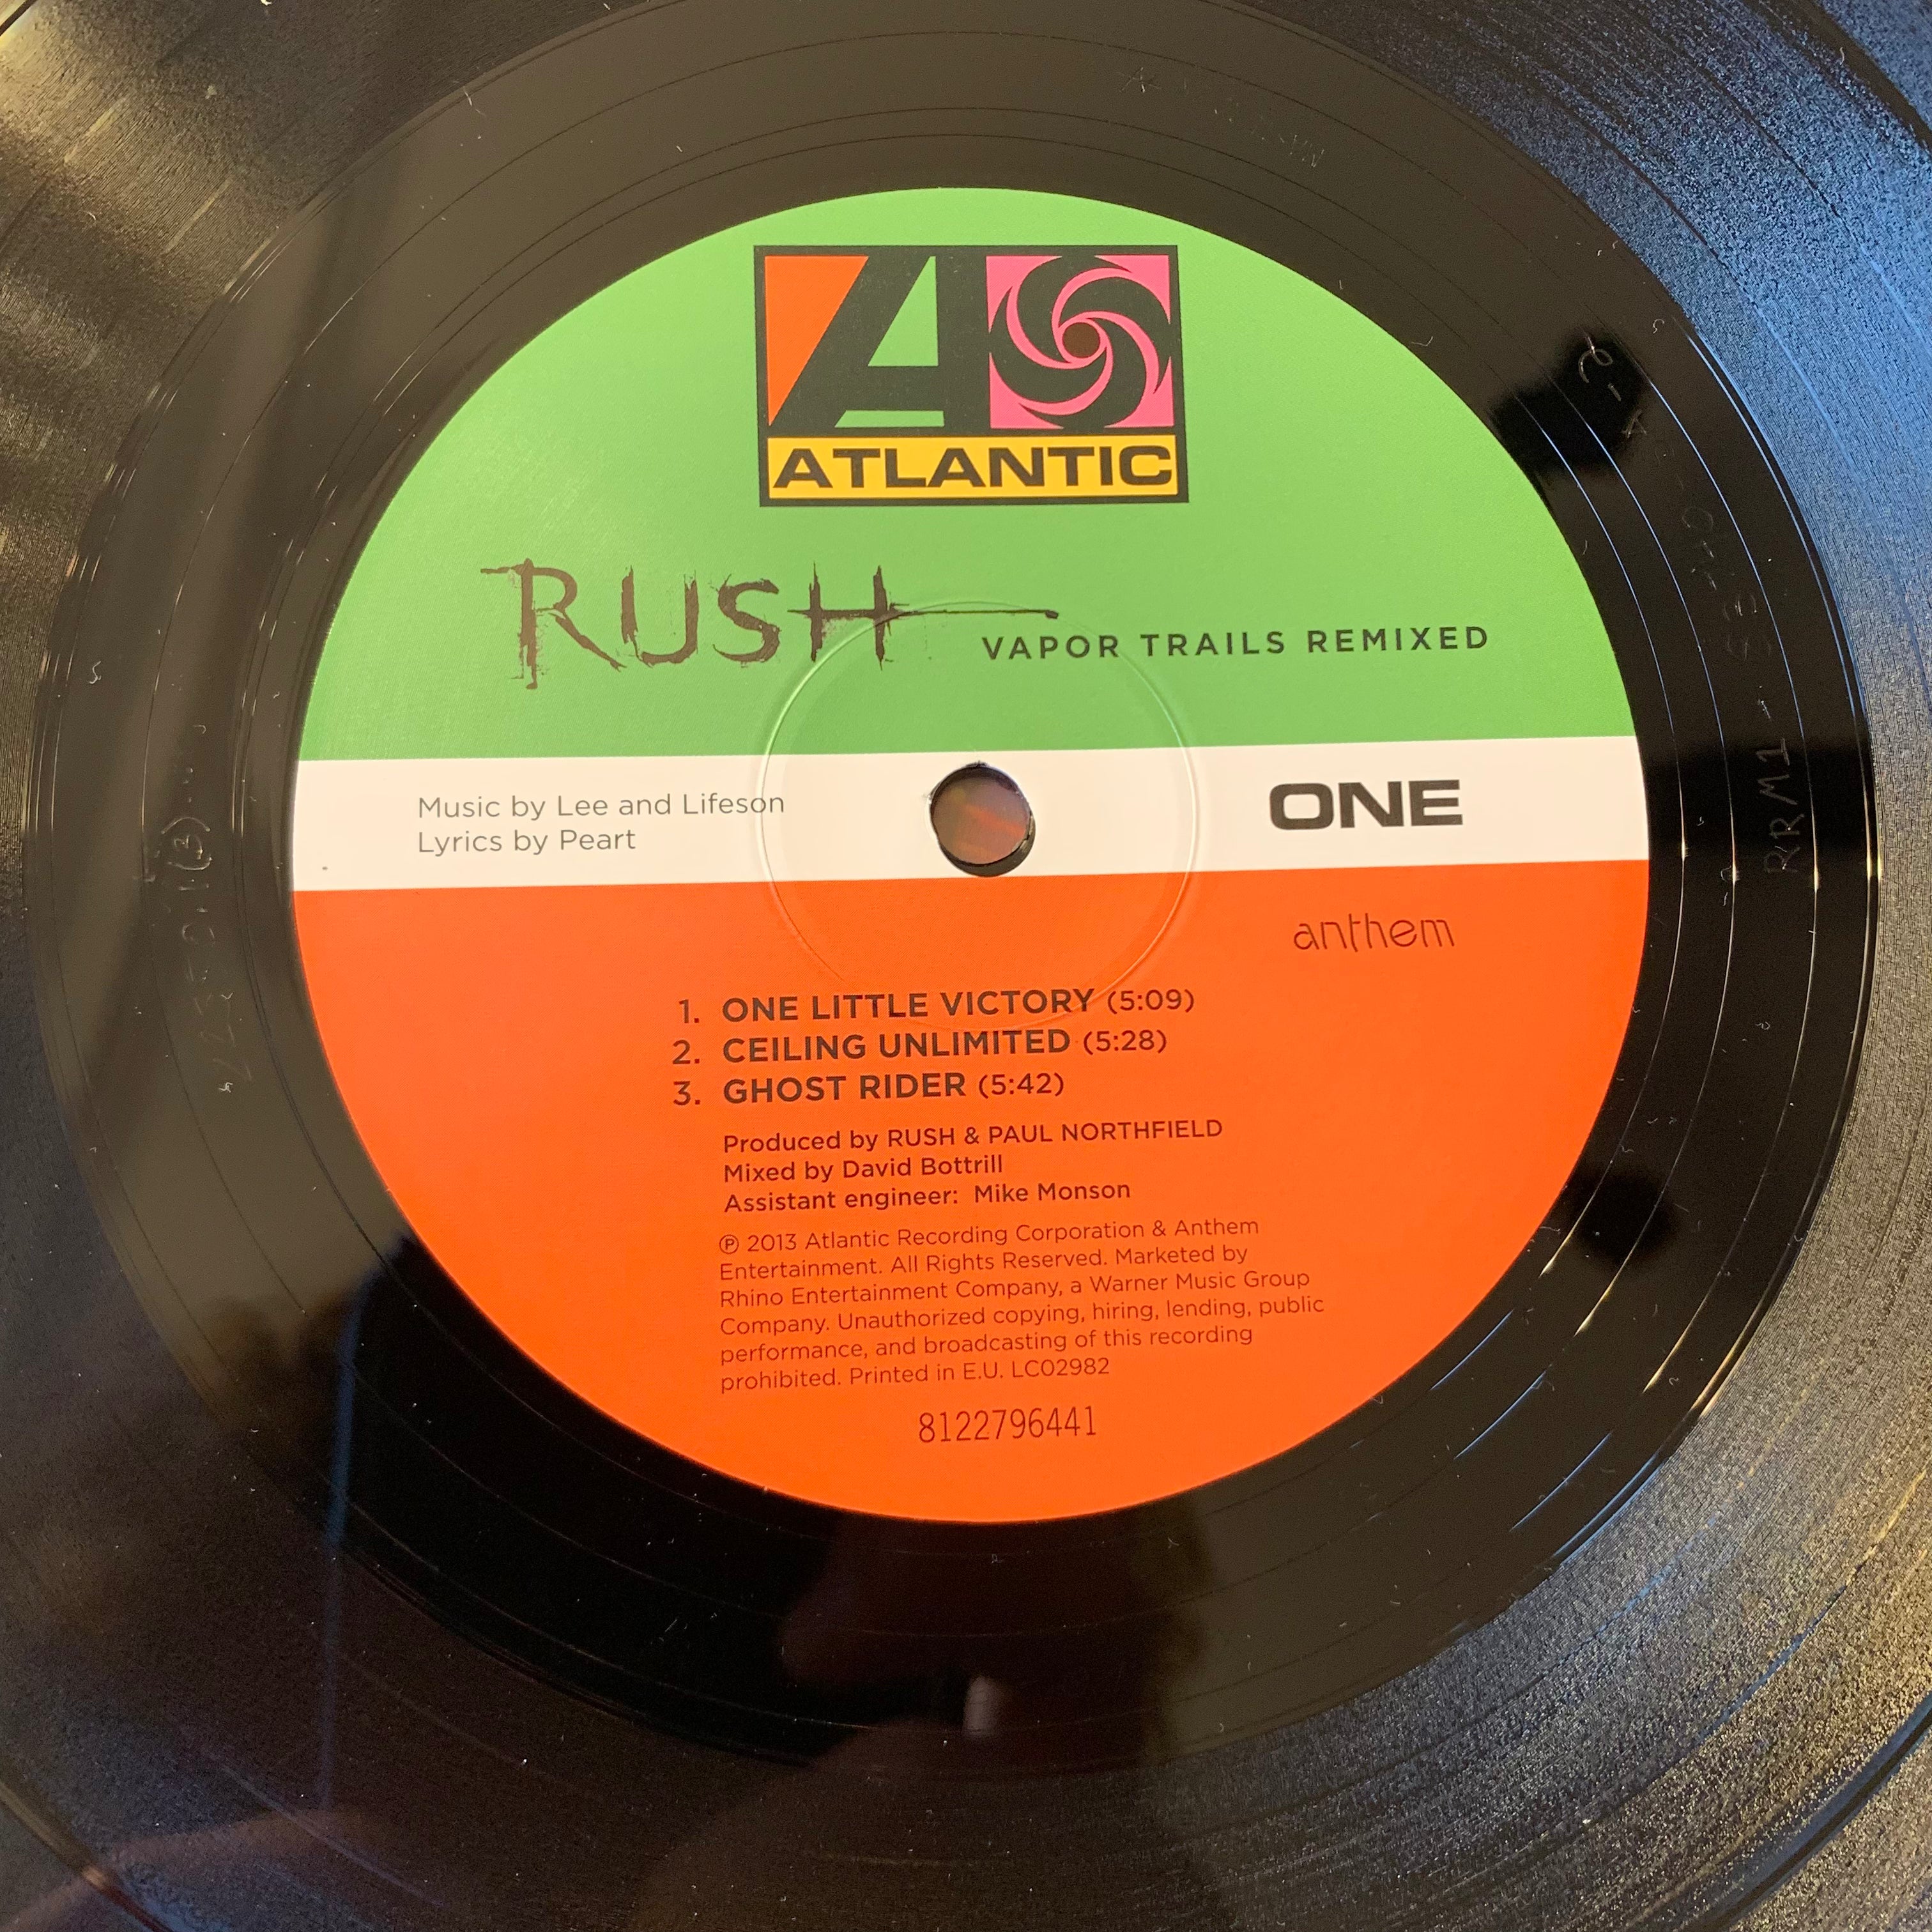 ATLANTIC
RUSH VAPOR TRAILS REMIXED
Music by Lee and Lifeson
Lyrics by Peart
ONE
anthem
1. ONE LITTLE VICTORY (5:09)
2. CEILING UNLIMITED (5:28)
3. GHOST RIDER (5:42)
Produced by RUSH & PAUL NORTHFIELD
Mixed by David Bottrill
Assistant engineer: Mike Monson
℗ 2013 Atlantic Recording Corporation & Anthem
Entertainment. All Rights Reserved. Marketed by
Rhino Entertainment Company, a Warner Music Group
Company. Unauthorized copying, hiring, lending, public
performance, and broadcasting of this recording
prohibited. Printed in E.U. LC02982
8122796441
RRM1-